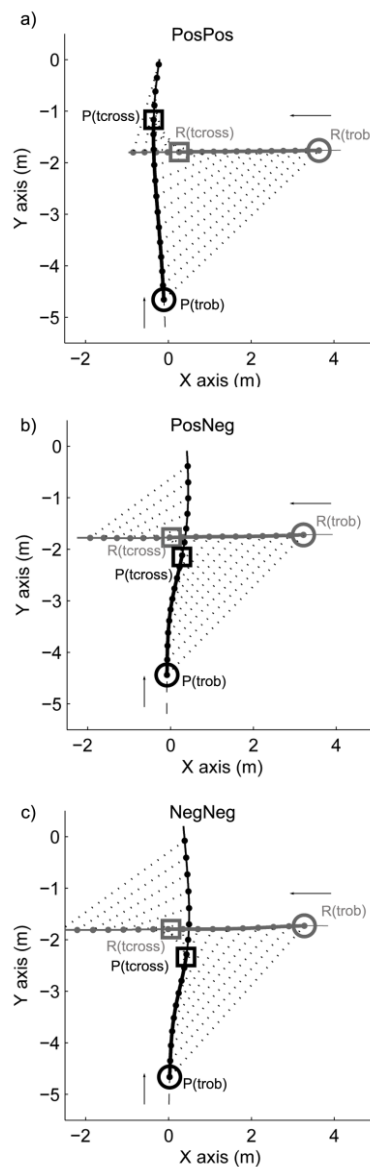 a)
PosPos
0
P(tcross)
−1
R(tcross)
R(trob)
−2
−3
−4
P(trob)
−5
Y axis (m)
−2 0 2 4
X axis (m)
b)
PosNeg
0
−1
R(trob)
−2
R(tcross)
P(tcross)
−3
−4
P(trob)
−5
Y axis (m)
−2 0 2 4
X axis (m)
c)
NegNeg
0
−1
R(trob)
−2
R(tcross)
P(tcross)
−3
−4
P(trob)
−5
Y axis (m)
−2 0 2 4
X axis (m)